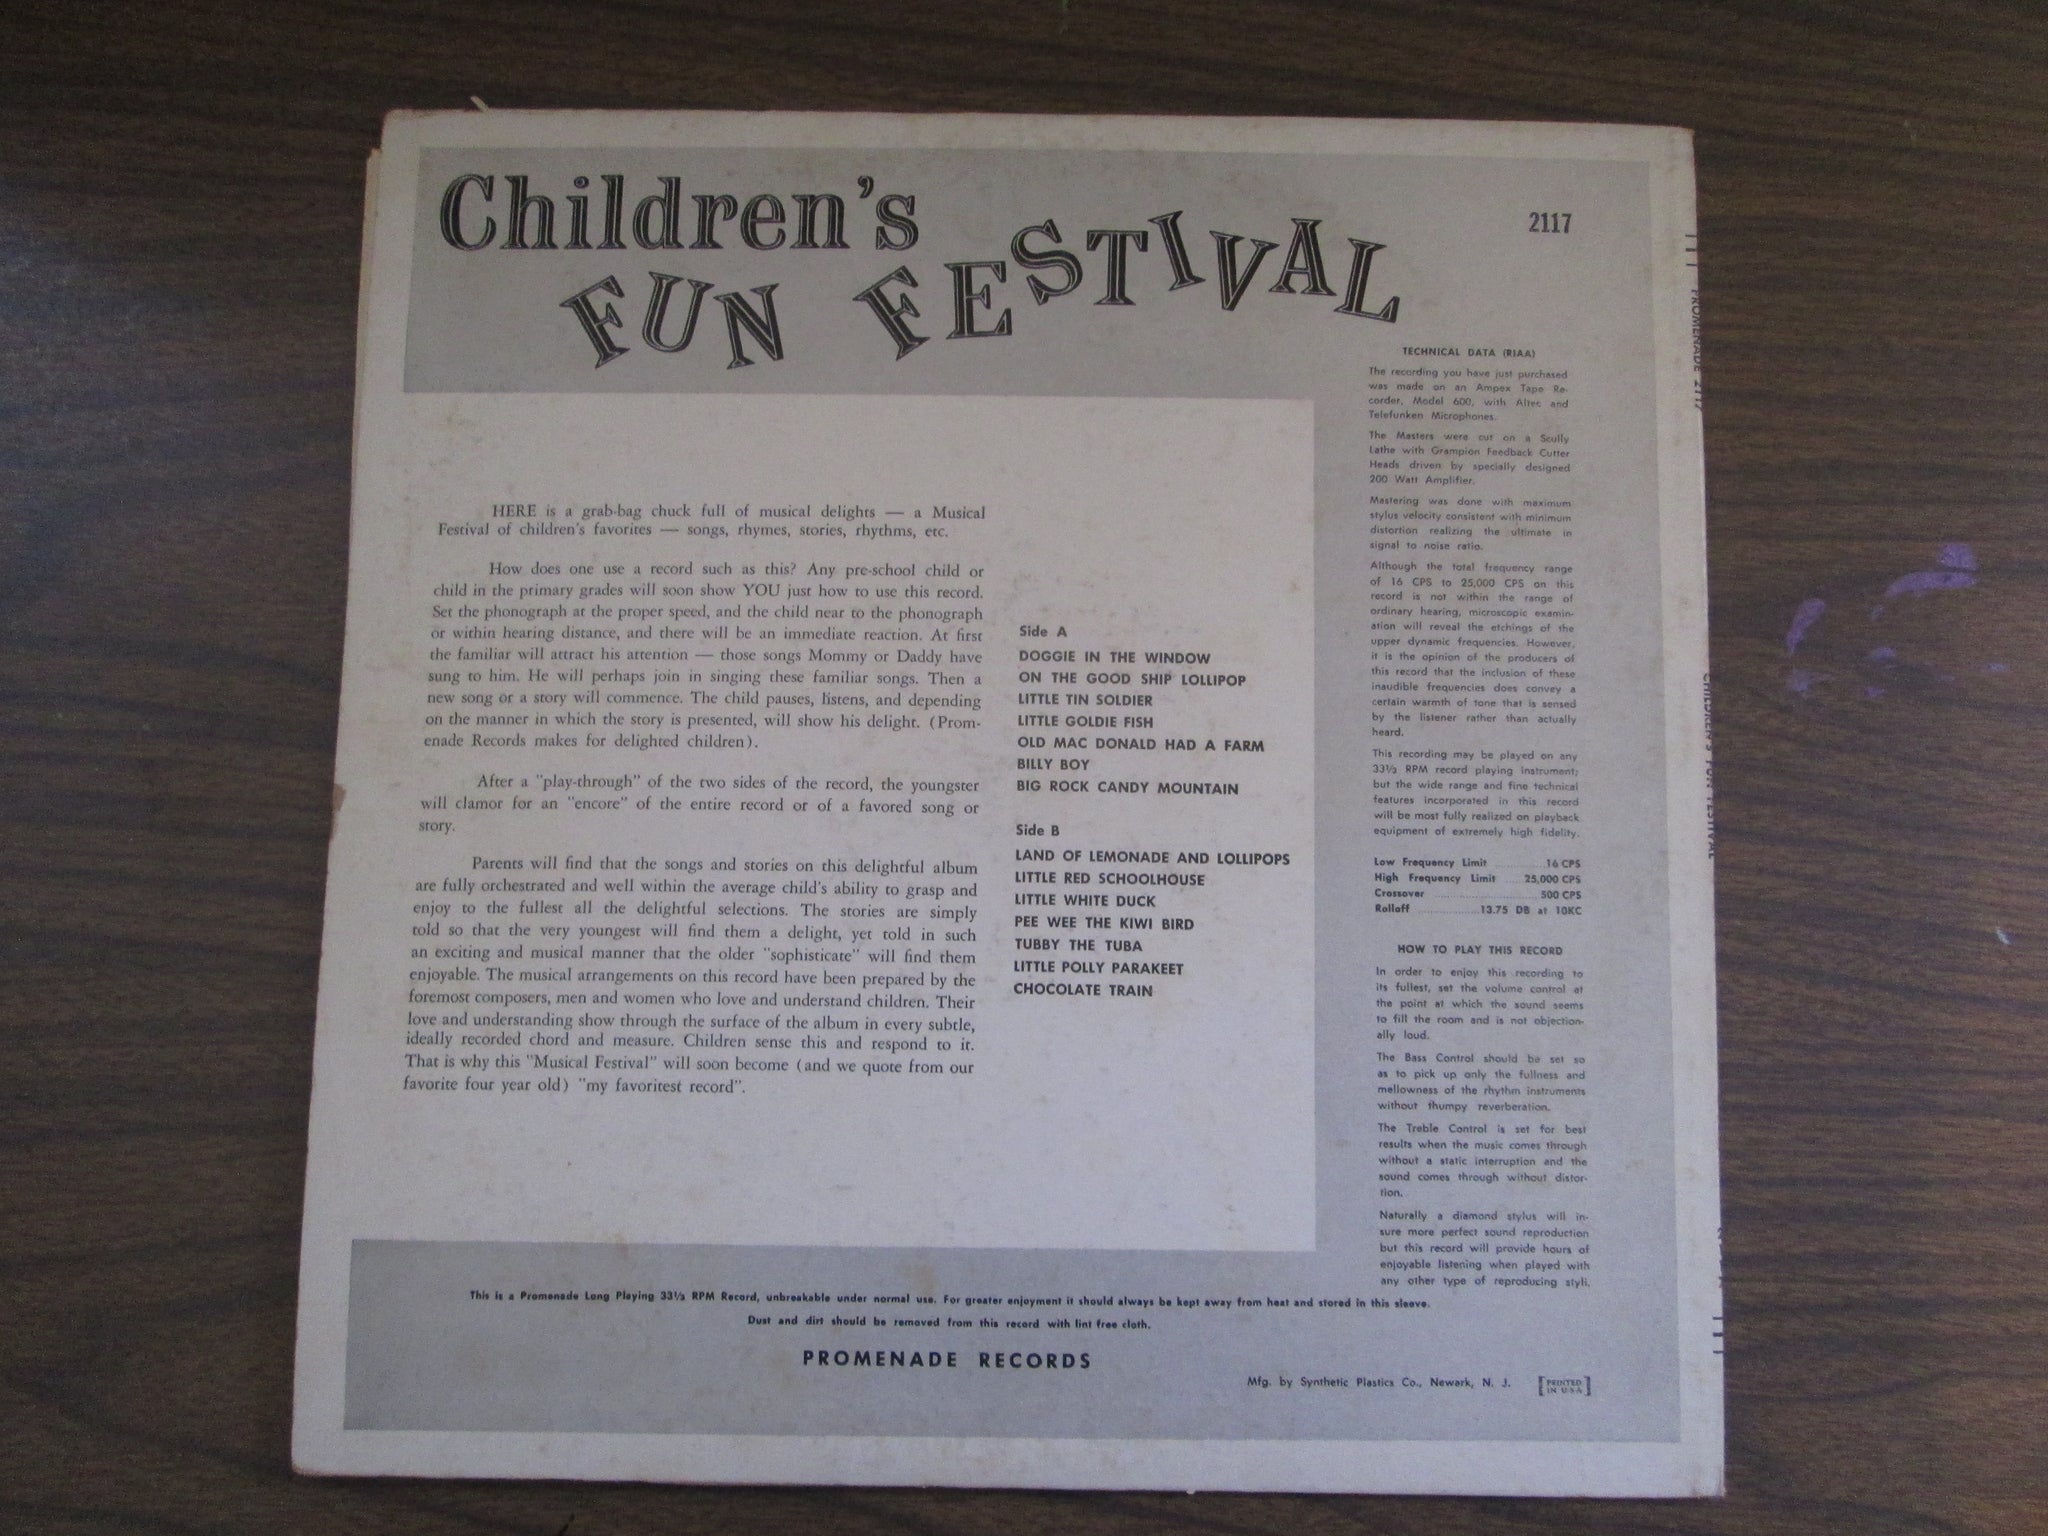 Children's
FUN FESTIVAL
2117
HERE is a grab-bag chuck full of musical delights — a Musical
Festival of children's favorites — songs, rhymes, stories, rhythms, etc.
How does one use a record such as this? Any pre-school child or
child in the primary grades will soon show YOU just how to use this record.
Set the phonograph at the proper speed, and the child near to the phonograph
or within hearing distance, and there will be an immediate reaction. At first
the familiar will attract his attention — those songs Mommy or Daddy have
sung to him. He will perhaps join in singing these familiar songs. Then a
new song or a story will commence. The child pauses, listens, and depending
on the manner in which the story is presented, will show his delight. (Prom-
enade Records makes for delighted children).
After a "play-through" of the two sides of the record, the youngster
will clamor for an "encore" of the entire record or of a favored song or
story.
Parents will find that the songs and stories on this delightful album
are fully orchestrated and well within the average child's ability to grasp and
enjoy to the fullest all the delightful selections. The stories are simply
told so that the very youngest will find them a delight, yet told in such
an exciting and musical manner that the older "sophisticate" will find them
enjoyable. The musical arrangements on this record have been prepared by the
foremost composers, men and women who love and understand children. Their
love and understanding show through the surface of the album in every subtle,
ideally recorded chord and measure. Children sense this and respond to it.
That is why this "Musical Festival" will soon become (and we quote from our
favorite four year old) "my favoritest record".
Side A
DOGGIE IN THE WINDOW
ON THE GOOD SHIP LOLLIPOP
LITTLE TIN SOLDIER
LITTLE GOLDIE FISH
OLD MAC DONALD HAD A FARM
BILLY BOY
BIG ROCK CANDY MOUNTAIN
Side B
LAND OF LEMONADE AND LOLLIPOPS
LITTLE RED SCHOOLHOUSE
LITTLE WHITE DUCK
PEE WEE THE KIWI BIRD
TUBBY THE TUBA
LITTLE POLLY PARAKEET
CHOCOLATE TRAIN
TECHNICAL DATA (RIAA)
The recording you have just purchased
was made on an Ampex Tape Re-
corder, Model 600, with Altec and
Telefunken Microphones.
The Masters were cut on a Scully
Lathe with Grampion Feedback Cutter
Heads driven by specially designed
200 Watt Amplifier.
Mastering was done with maximum
stylus velocity consistent with minimum
distortion realizing the ultimate in
signal to noise ratio.
Although the total frequency range
of 16 CPS to 25,000 CPS on this
record is not within the range of
ordinary hearing, microscopic examin-
ation will reveal the etchings of the
upper dynamic frequencies. However,
it is the opinion of the producers of
this record that the inclusion of these
inaudible frequencies does convey a
certain warmth of tone that is sensed
by the listener rather than actually
heard.
This recording may be played on any
33⅓ RPM record playing instrument;
but the wide range and fine technical
features incorporated in this record
will be most fully realized on playback
equipment of extremely high fidelity.
Low Frequency Limit ........ 16 CPS
High Frequency Limit ..... 25,000 CPS
Crossover .................. 500 CPS
Rolloff .......... 13.75 DB at 10KC
HOW TO PLAY THIS RECORD
In order to enjoy this recording to
its fullest, set the volume control at
the point at which the sound seems
to fill the room and is not objection-
ally loud.
The Bass Control should be set so
as to pick up only the fullness and
mellowness of the rhythm instruments
without thumpy reverberation.
The Treble Control is set for best
results when the music comes through
without a static interruption and the
sound comes through without distor-
tion.
Naturally a diamond stylus will in-
sure more perfect sound reproduction
but this record will provide hours of
enjoyable listening when played with
any other type of reproducing styli.
This is a Promenade Long Playing 33⅓ RPM Record, unbreakable under normal use. For greater enjoyment it should always be kept away from heat and stored in this sleeve.
Dust and dirt should be removed from this record with lint free cloth.
PROMENADE RECORDS
Mfg. by Synthetic Plastics Co., Newark, N. J.
[PRINTED
IN U·S·A]
PROMENADE 2117
CHILDREN'S FUN FESTIVAL